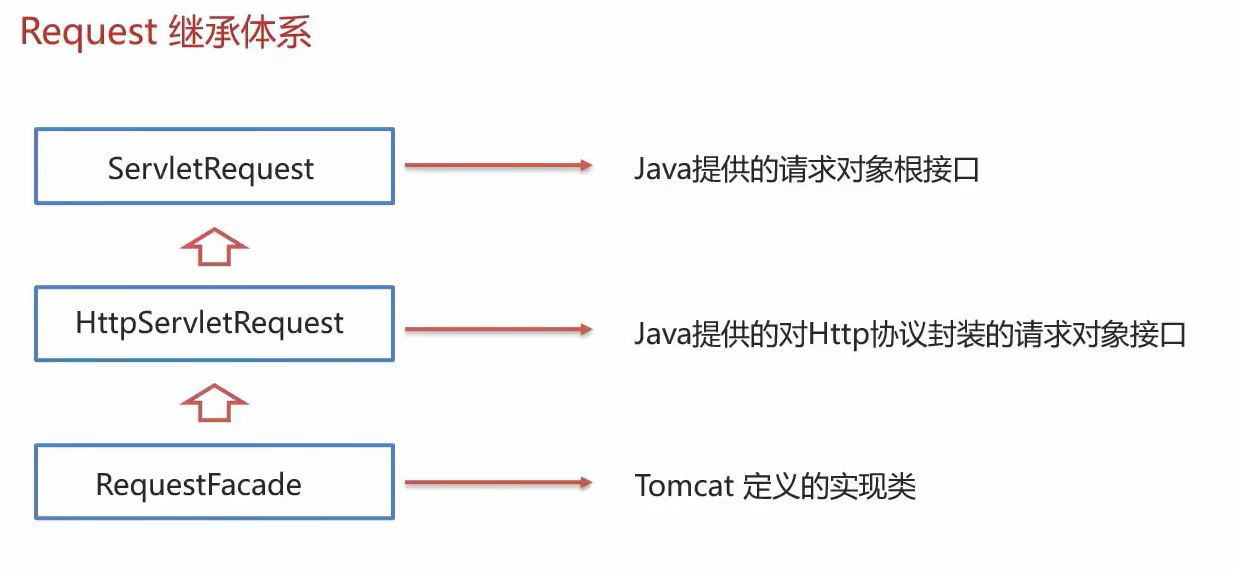 Request 继承体系
ServletRequest
Java提供的请求对象根接口
HttpServletRequest
Java提供的对Http协议封装的请求对象接口
RequestFacade
Tomcat 定义的实现类